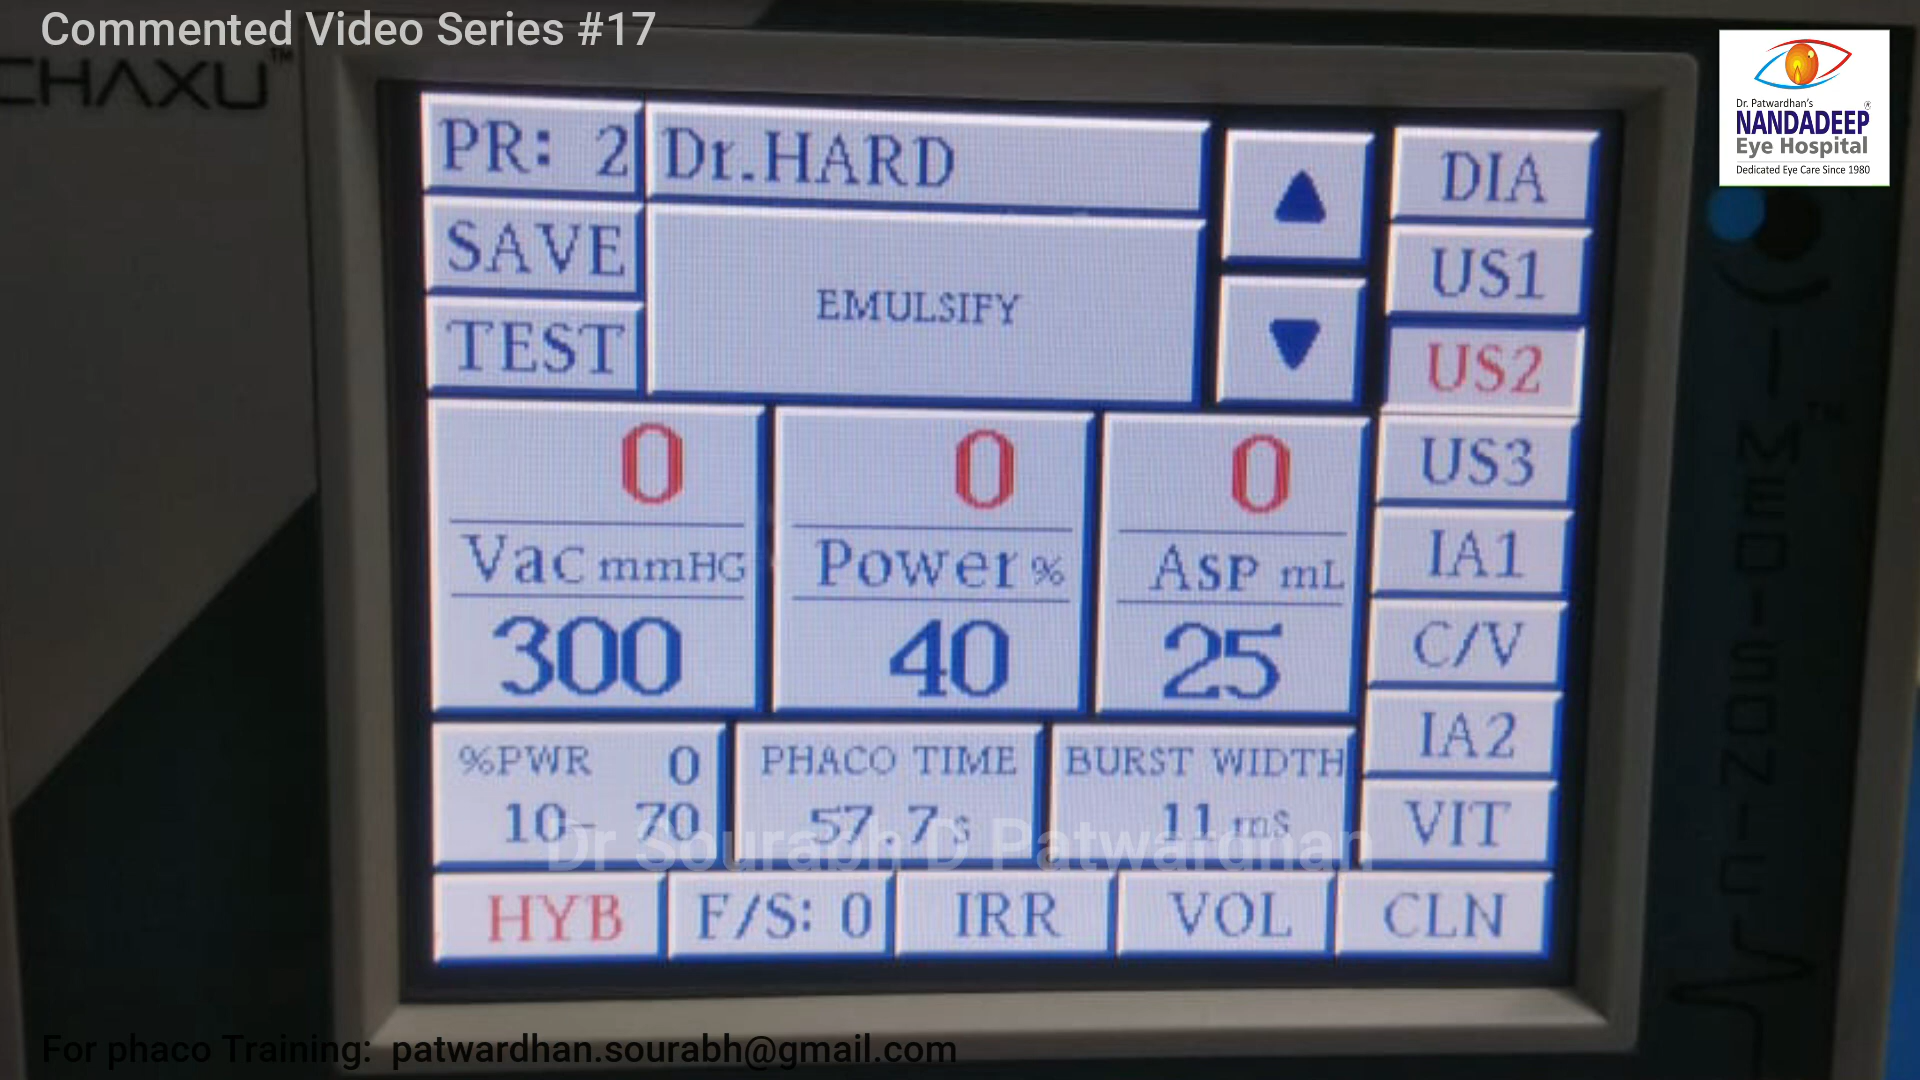 Commented Video Series #17
CHAXU™
Dr. Patwardhan's
NANDADEEP®
Eye Hospital
Dedicated Eye Care Since 1980
PR: 2 Dr.HARD
DIA
SAVE
EMULSIFY
US1
TEST
US2
0 0 0
US3
Vac mmHG Power % Asp mL
IA1
300 40 25
C/V
IA2
%PWR 0 PHACO TIME BURST WIDTH
10- 70 57.7s 11 ms
VIT
Dr Sourabh D Patwardhan
HYB F/S: 0 IRR VOL CLN
For phaco Training: patwardhan.sourabh@gmail.com